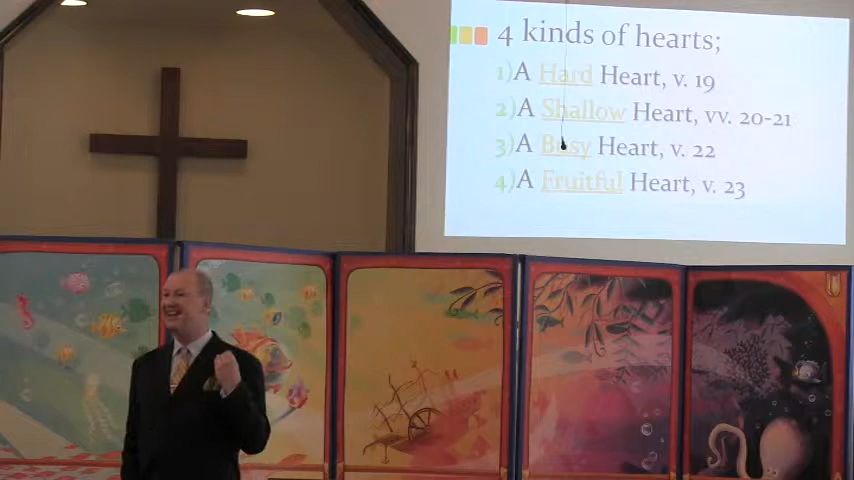 4 kinds of hearts;
1) A Hard Heart, v. 19
2) A Shallow Heart, vv. 20-21
3) A Busy Heart, v. 22
4) A Fruitful Heart, v. 23